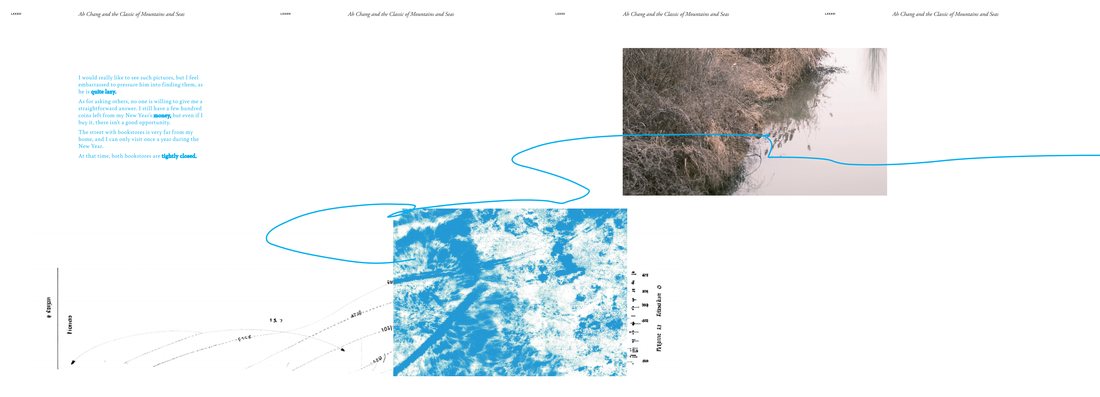 Ah Chang and the Classic of Mountains and Seas
Ah Chang and the Classic of Mountains and Seas
Ah Chang and the Classic of Mountains and Seas
Ah Chang and the Classic of Mountains and Seas
I would really like to see such pictures, but I feel
embarrassed to pressure him into finding them, as
he is quite lazy.
As for asking others, no one is willing to give me a
straightforward answer. I still have a few hundred
coins left from my New Year's money, but even if I
buy it, there isn't a good opportunity.
The street with bookstores is very far from my
home, and I can only visit once a year during the
New Year.
At that time, both bookstores are tightly closed.